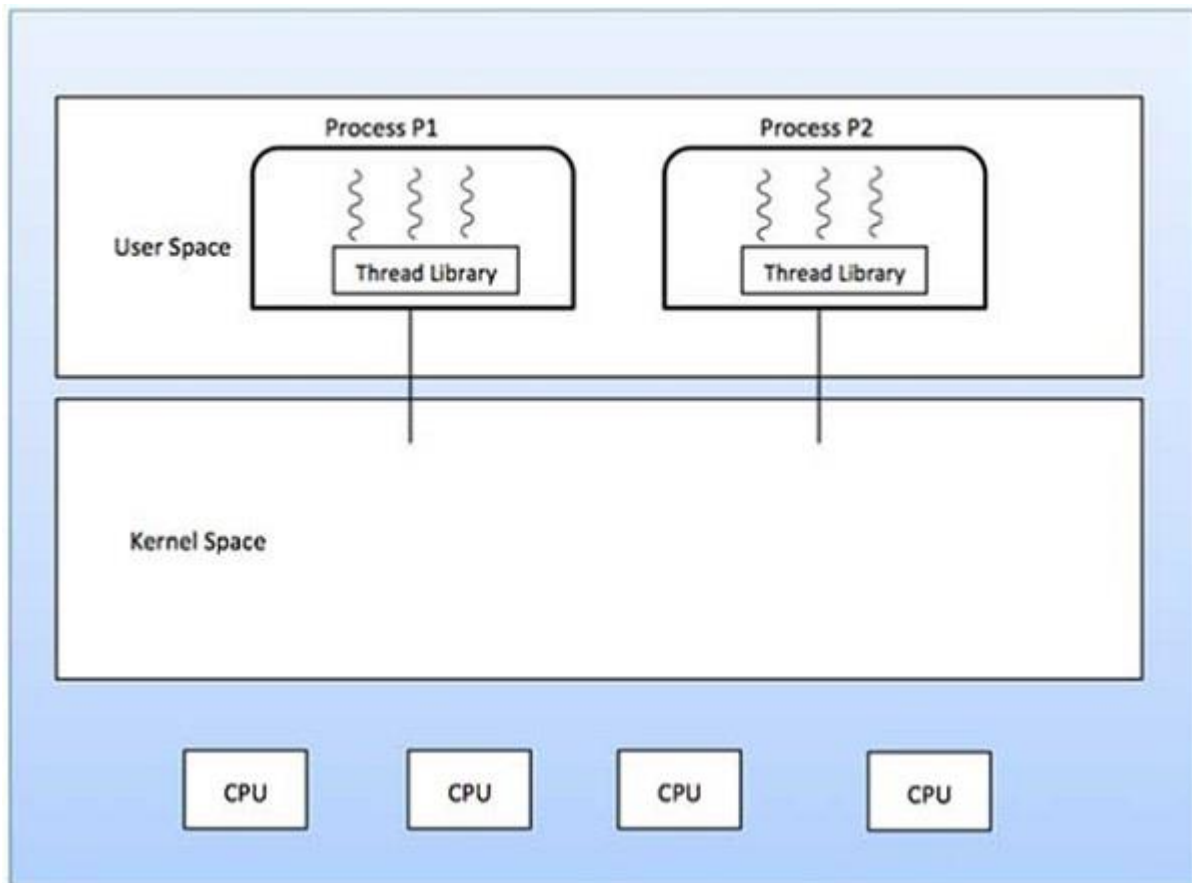 Process P1
Process P2
User Space
Thread Library
Thread Library
Kernel Space
CPU
CPU
CPU
CPU